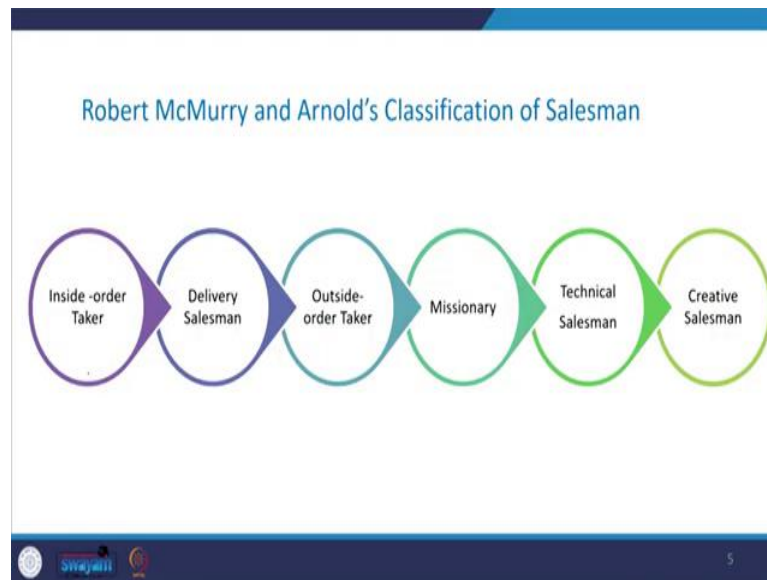 Robert McMurry and Arnold's Classification of Salesman
Inside -order
Taker
Delivery
Salesman
Outside-
order Taker
Missionary
Technical
Salesman
Creative
Salesman
swayam
5